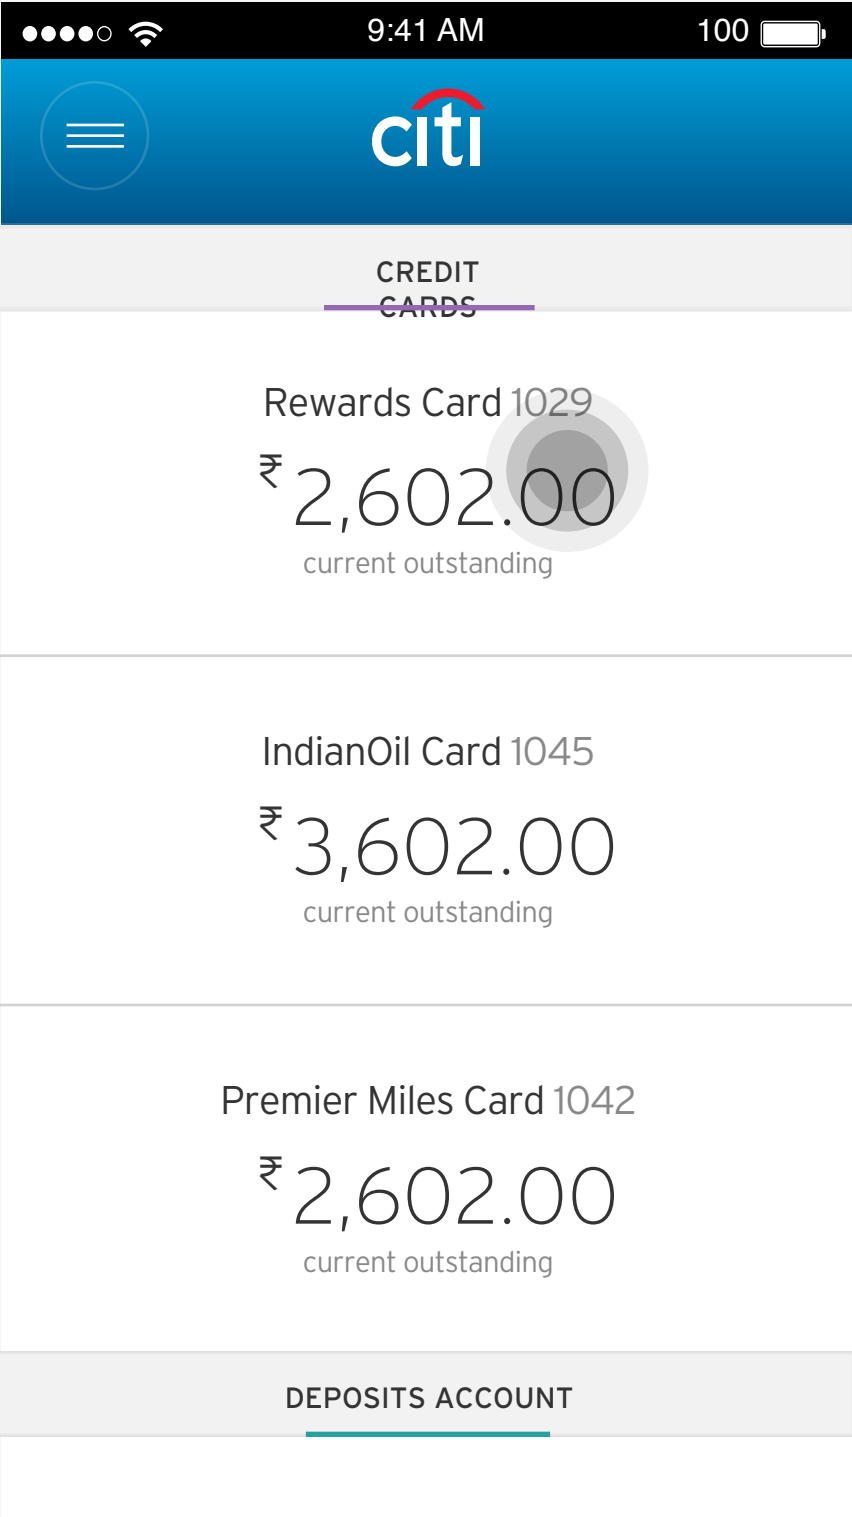 9:41 AM
100
citi
CREDIT
CARDS
Rewards Card 1029
₹ 2,602.00
current outstanding
IndianOil Card 1045
₹ 3,602.00
current outstanding
Premier Miles Card 1042
₹ 2,602.00
current outstanding
DEPOSITS ACCOUNT